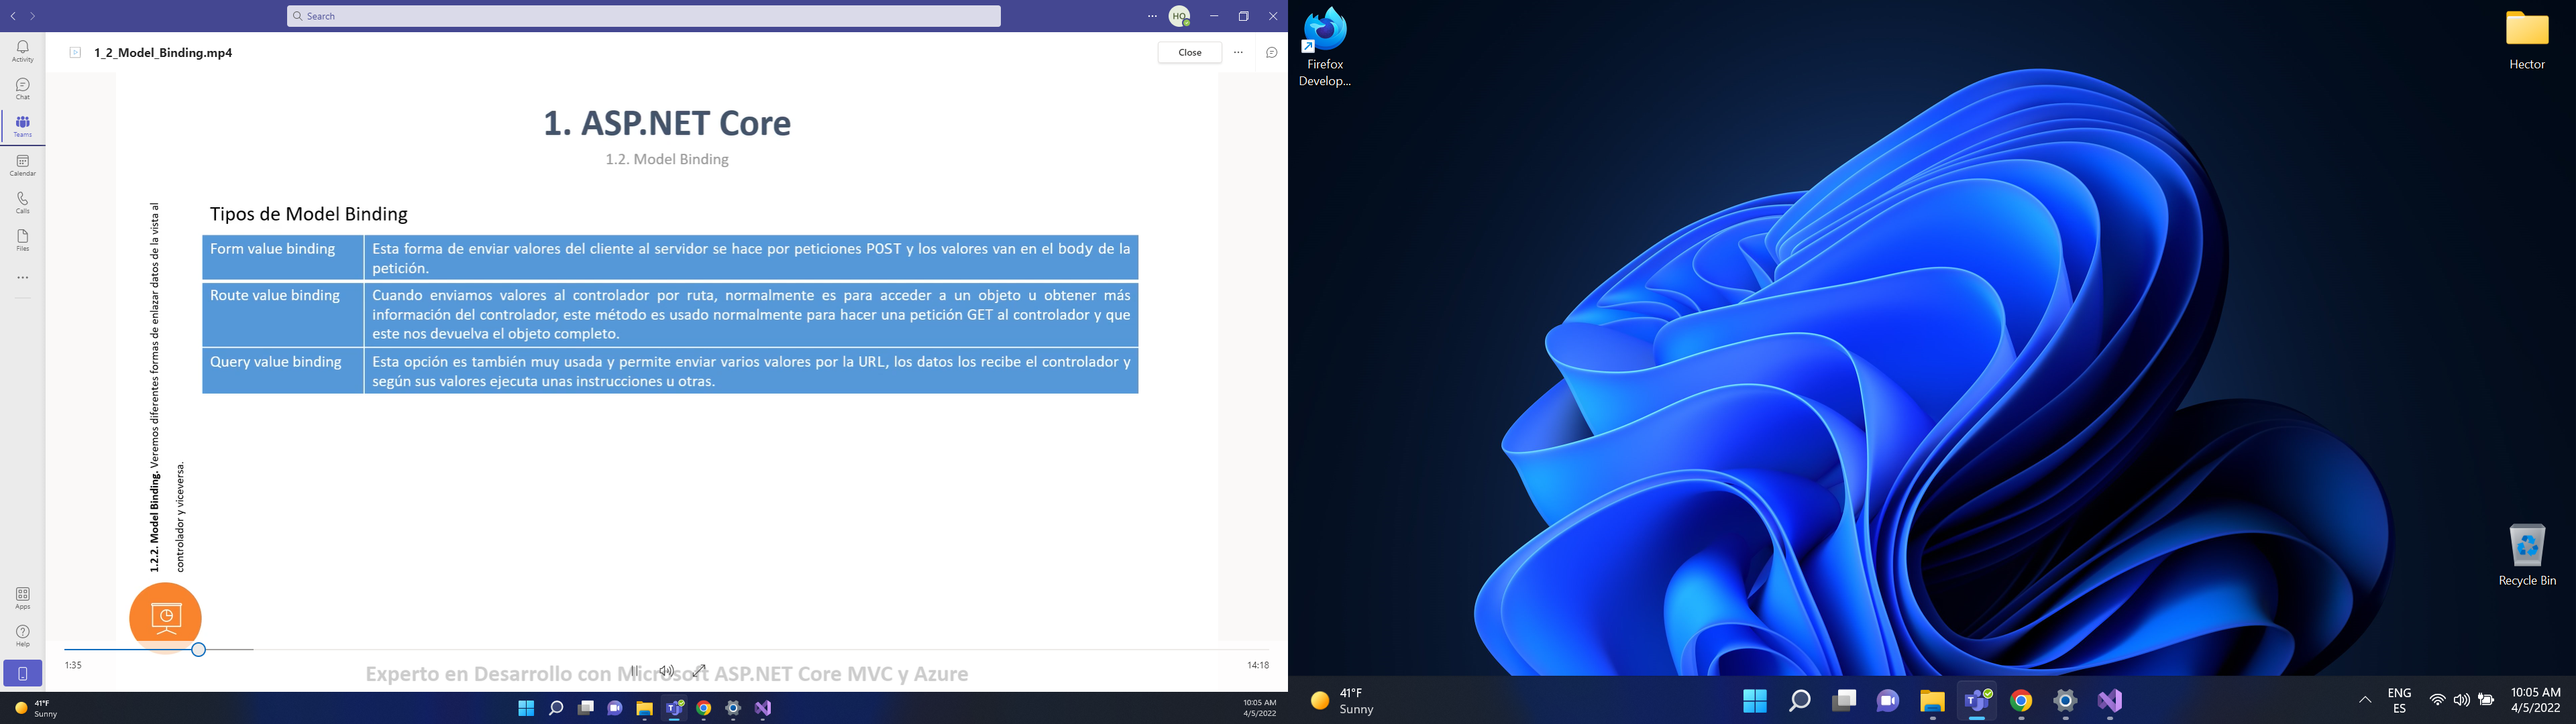 Search
HQ
Activity
Chat
Teams
Calendar
Calls
Files
Apps
Help
1_2_Model_Binding.mp4
Close
1. ASP.NET Core
1.2. Model Binding
1.2.2. Model Binding. Veremos diferentes formas de enlazar datos de la vista al
controlador y viceversa.
Tipos de Model Binding
Form value binding
Esta forma de enviar valores del cliente al servidor se hace por peticiones POST y los valores van en el body de la
petición.
Route value binding
Cuando enviamos valores al controlador por ruta, normalmente es para acceder a un objeto u obtener más
información del controlador, este método es usado normalmente para hacer una petición GET al controlador y que
este nos devuelva el objeto completo.
Query value binding
Esta opción es también muy usada y permite enviar varios valores por la URL, los datos los recibe el controlador y
según sus valores ejecuta unas instrucciones u otras.
1:35
14:18
Experto en Desarrollo con Microsoft ASP.NET Core MVC y Azure
41°F
Sunny
10:05 AM
4/5/2022
Firefox
Develop...
Hector
Recycle Bin
41°F
Sunny
ENG
ES
10:05 AM
4/5/2022